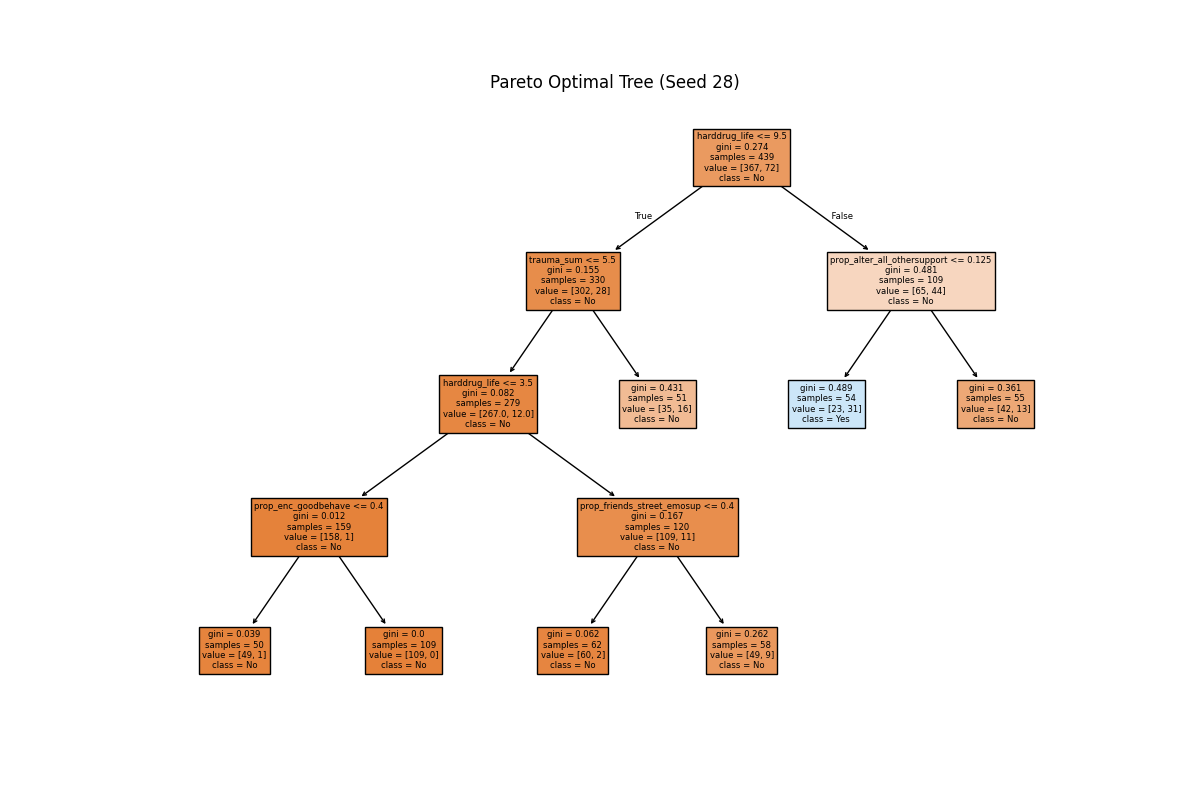 Pareto Optimal Tree (Seed 28)
harddrug_life <= 9.5
gini = 0.274
samples = 439
value = [367, 72]
class = No
True
False
trauma_sum <= 5.5
gini = 0.155
samples = 330
value = [302, 28]
class = No
prop_alter_all_othersupport <= 0.125
gini = 0.481
samples = 109
value = [65, 44]
class = No
harddrug_life <= 3.5
gini = 0.082
samples = 279
value = [267.0, 12.0]
class = No
gini = 0.431
samples = 51
value = [35, 16]
class = No
gini = 0.489
samples = 54
value = [23, 31]
class = Yes
gini = 0.361
samples = 55
value = [42, 13]
class = No
prop_enc_goodbehave <= 0.4
gini = 0.012
samples = 159
value = [158, 1]
class = No
prop_friends_street_emosup <= 0.4
gini = 0.167
samples = 120
value = [109, 11]
class = No
gini = 0.039
samples = 50
value = [49, 1]
class = No
gini = 0.0
samples = 109
value = [109, 0]
class = No
gini = 0.062
samples = 62
value = [60, 2]
class = No
gini = 0.262
samples = 58
value = [49, 9]
class = No